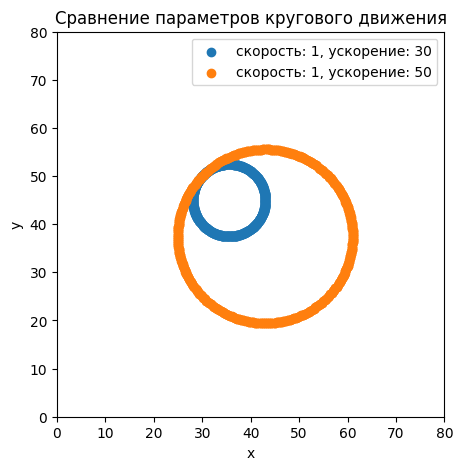 Сравнение параметров кругового движения
скорость: 1, ускорение: 30
скорость: 1, ускорение: 50
80
70
60
50
40
30
20
10
0
y
0 10 20 30 40 50 60 70 80
x